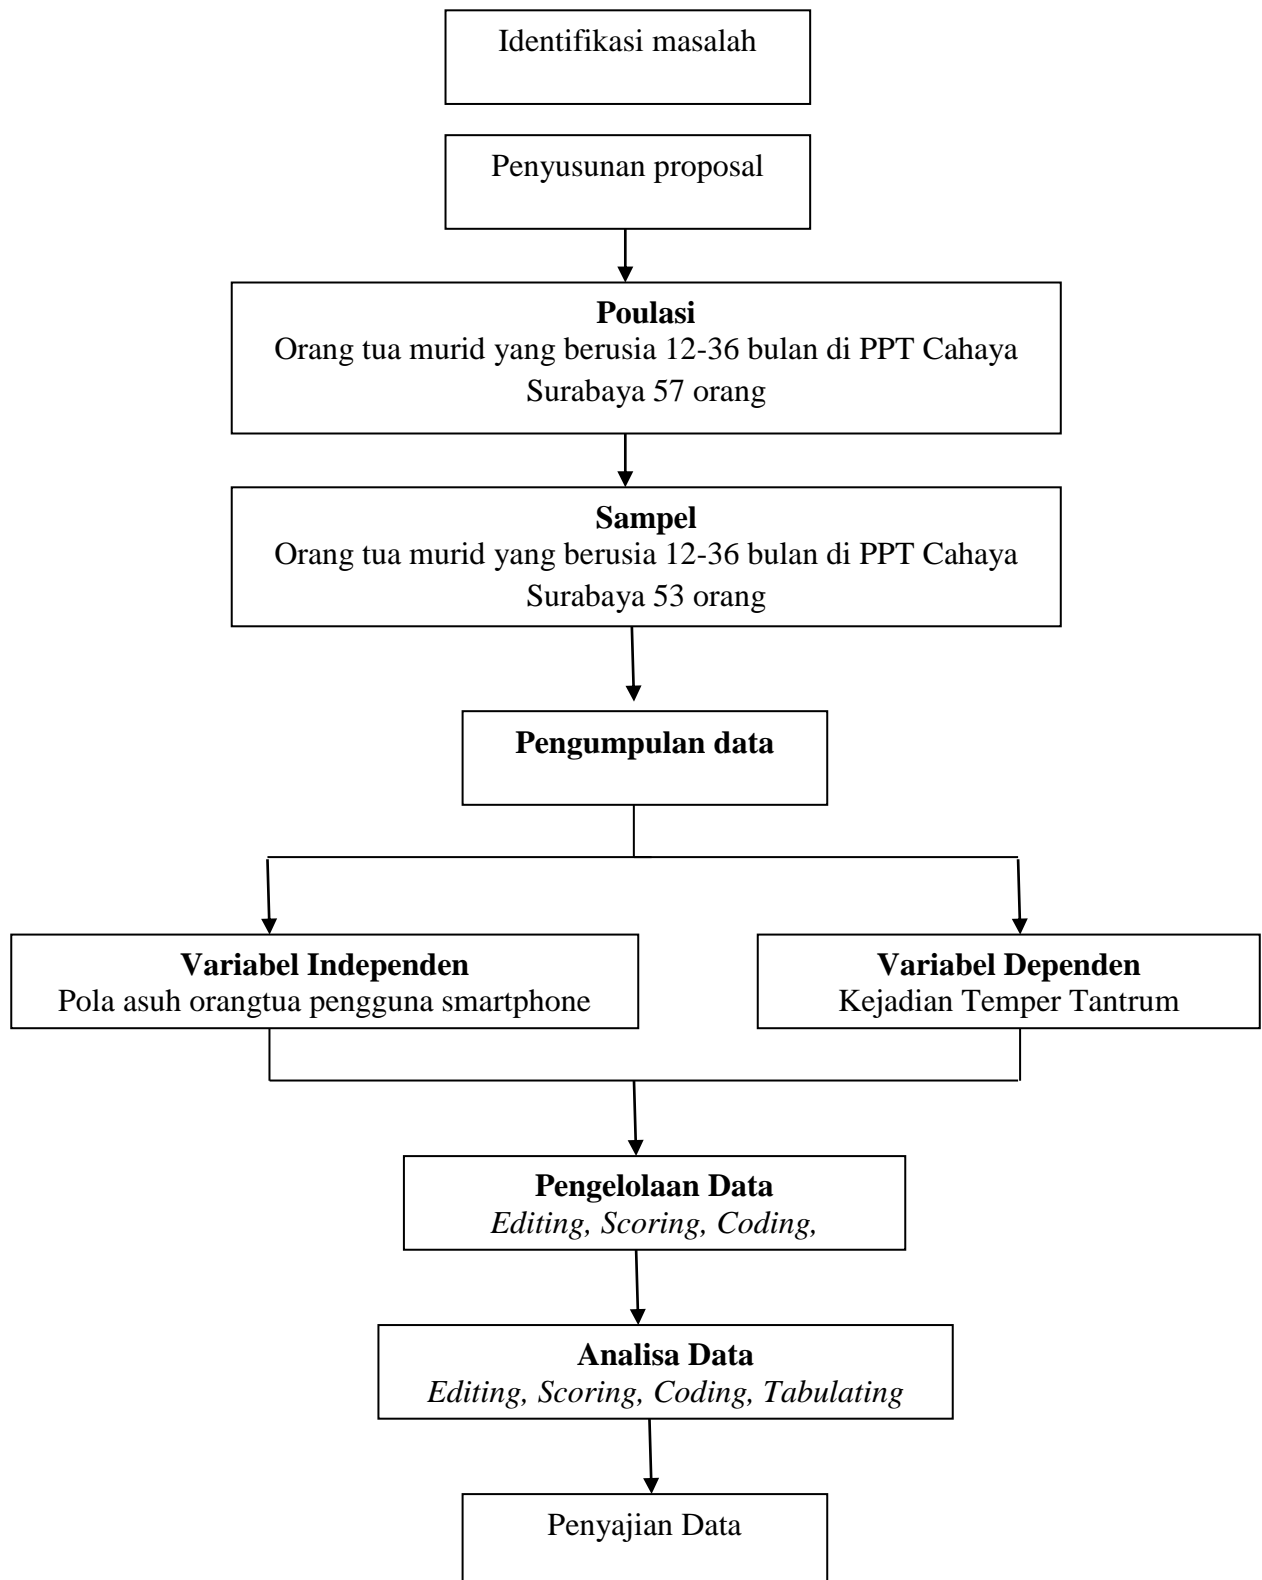 Identifikasi masalah
Penyusunan proposal
Poulasi
Orang tua murid yang berusia 12-36 bulan di PPT Cahaya
Surabaya 57 orang
Sampel
Orang tua murid yang berusia 12-36 bulan di PPT Cahaya
Surabaya 53 orang
Pengumpulan data
Variabel Independen
Pola asuh orangtua pengguna smartphone
Variabel Dependen
Kejadian Temper Tantrum
Pengelolaan Data
Editing, Scoring, Coding,
Analisa Data
Editing, Scoring, Coding, Tabulating
Penyajian Data